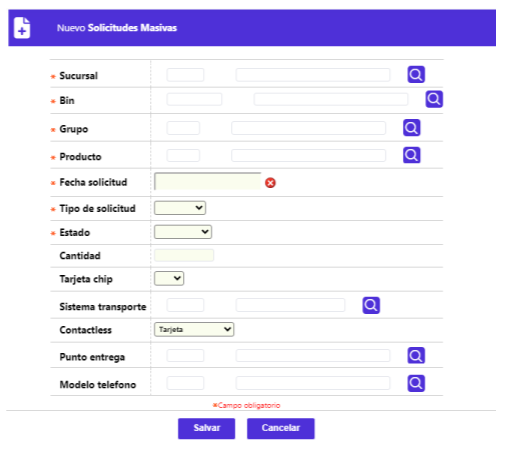 Nuevo Solicitudes Masivas
* Sucursal
* Bin
* Grupo
* Producto
* Fecha solicitud
* Tipo de solicitud
* Estado
Cantidad
Tarjeta chip
Sistema transporte
Contactless Tarjeta
Punto entrega
Modelo telefono
*Campo obligatorio
Salvar Cancelar